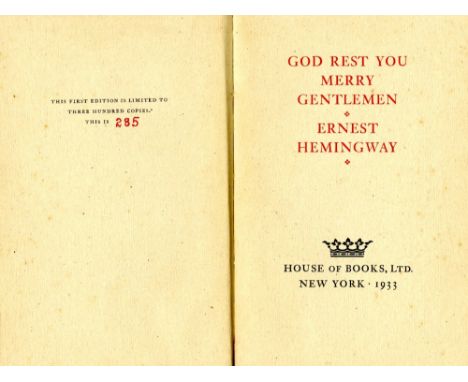 THIS FIRST EDITION IS LIMITED TO
THREE HUNDRED COPIES.
THIS IS 285
GOD REST YOU
MERRY
GENTLEMEN
ERNEST
HEMINGWAY
HOUSE OF BOOKS, LTD.
NEW YORK · 1933